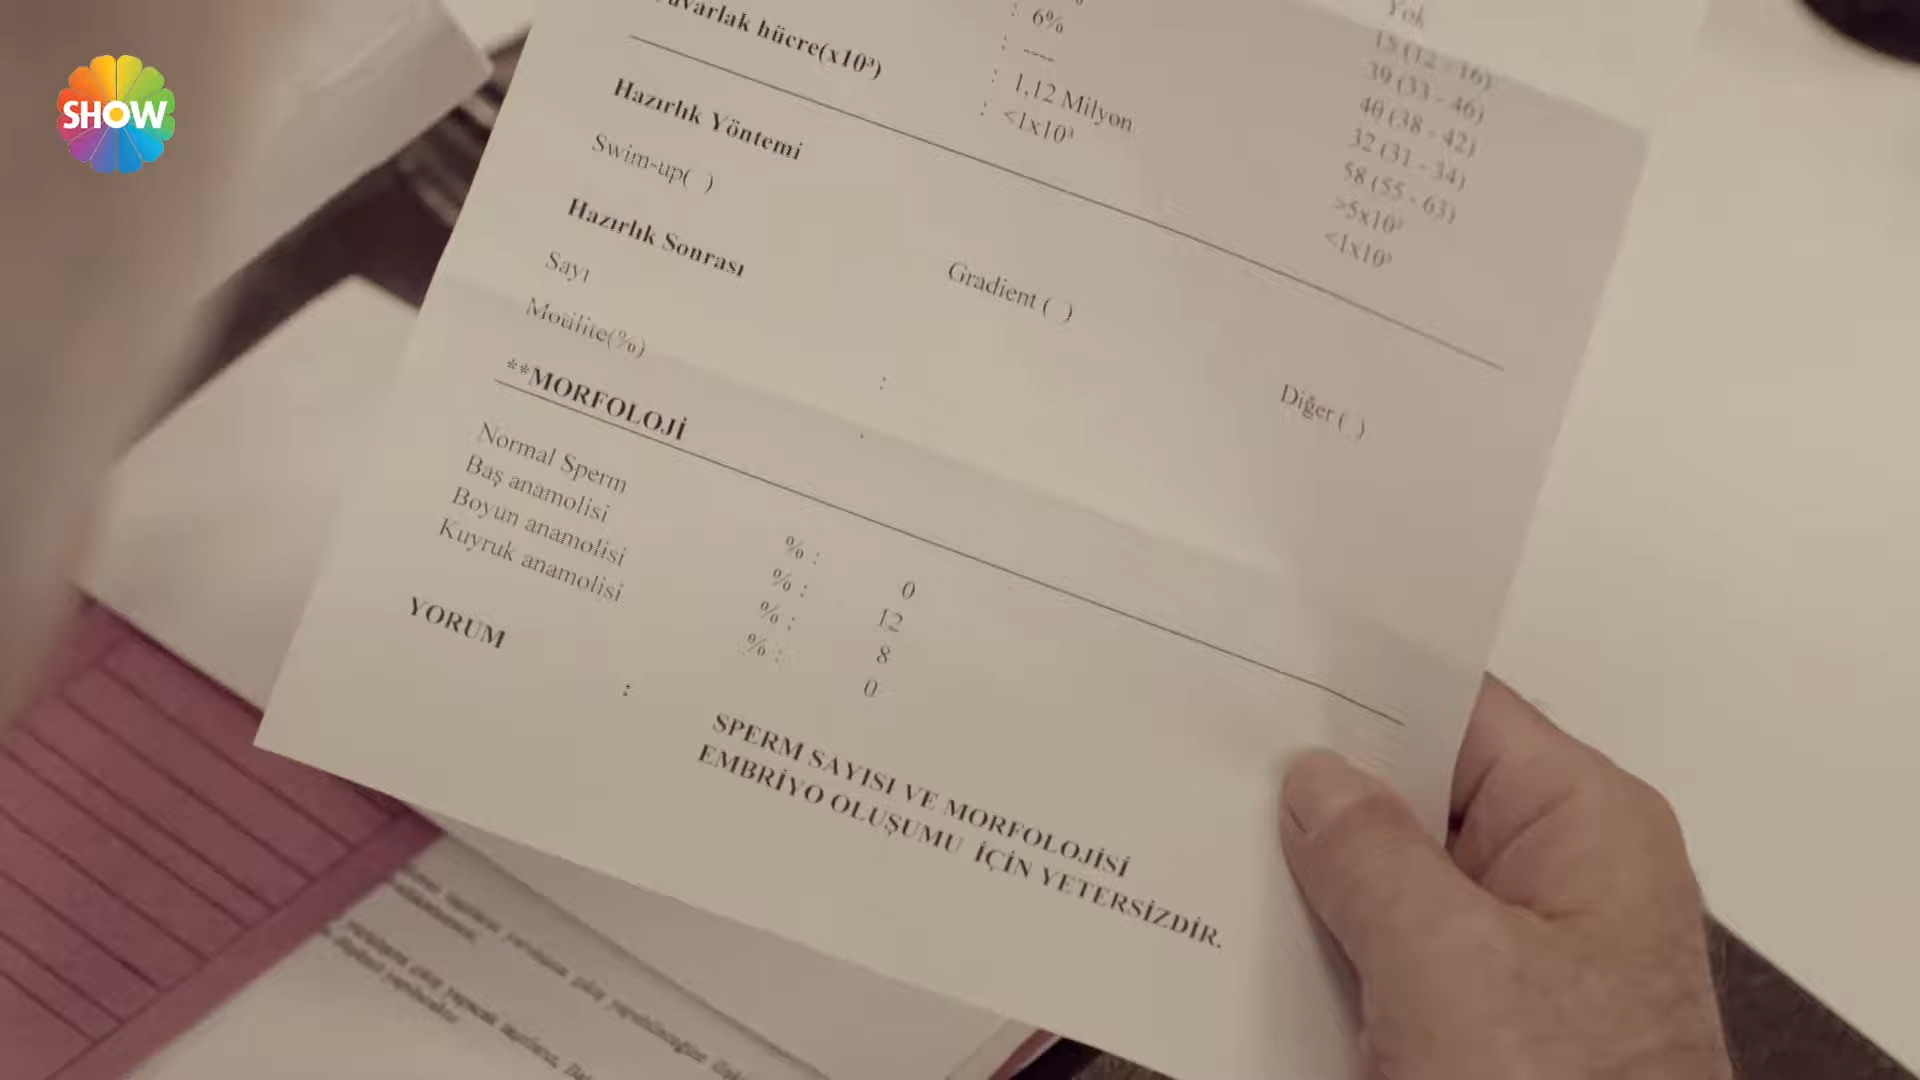 SHOW
: 6%
: ----
hücre(x10³)
: 1,12 Milyon
: <1x10³
Yok
15 (12 - 16)
39 (33 - 46)
40 (38 - 42)
32 (31 - 34)
58 (55 - 63)
Hazırlık Yöntemi
Swim-up( )
Gradient ( )
Diğer ( )
Hazırlık Sonrası
Sayı :
Motilite(%)
**MORFOLOJİ
Normal Sperm % : 0
Baş anamolisi % : 12
Boyun anamolisi % : 8
Kuyruk anamolisi % : 0
YORUM :
SPERM SAYISI VE MORFOLOJİSİ
EMBRİYO OLUŞUMU İÇİN YETERSİZDİR.